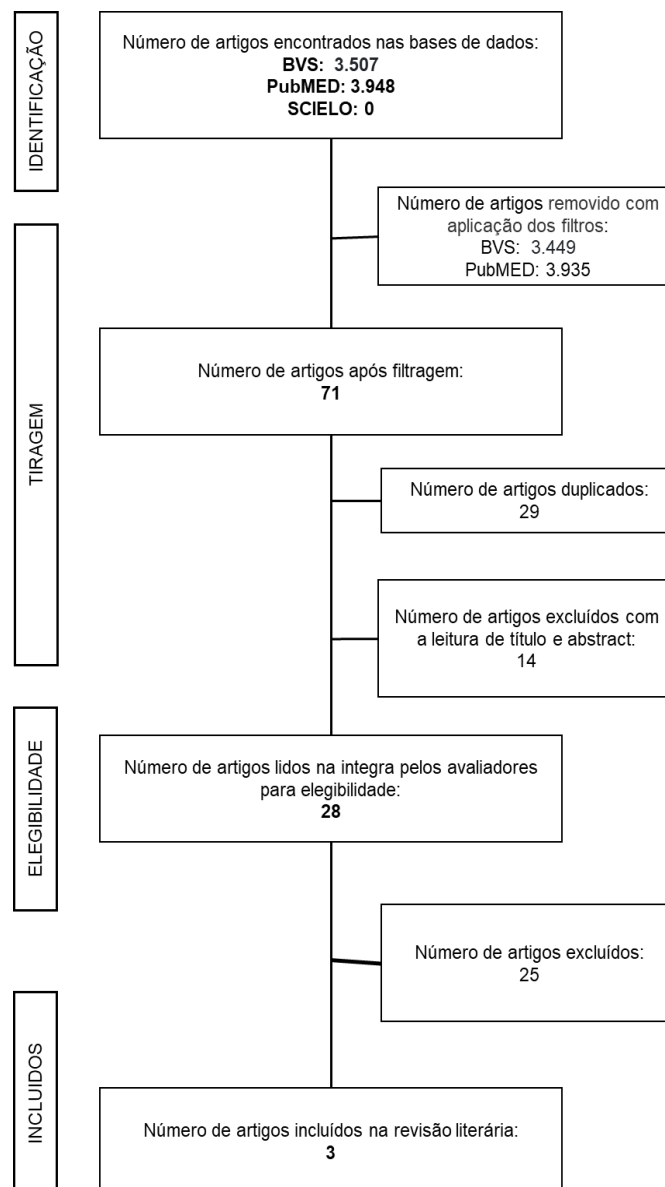 IDENTIFICAÇÃO
Número de artigos encontrados nas bases de dados:
BVS: 3.507
PubMED: 3.948
SCIELO: 0
Número de artigos removido com
aplicação dos filtros:
BVS: 3.449
PubMED: 3.935
TIRAGEM
Número de artigos após filtragem:
71
Número de artigos duplicados:
29
Número de artigos excluídos com
a leitura de título e abstract:
14
ELEGIBILIDADE
Número de artigos lidos na integra pelos avaliadores
para elegibilidade:
28
Número de artigos excluídos:
25
INCLUIDOS
Número de artigos incluídos na revisão literária:
3